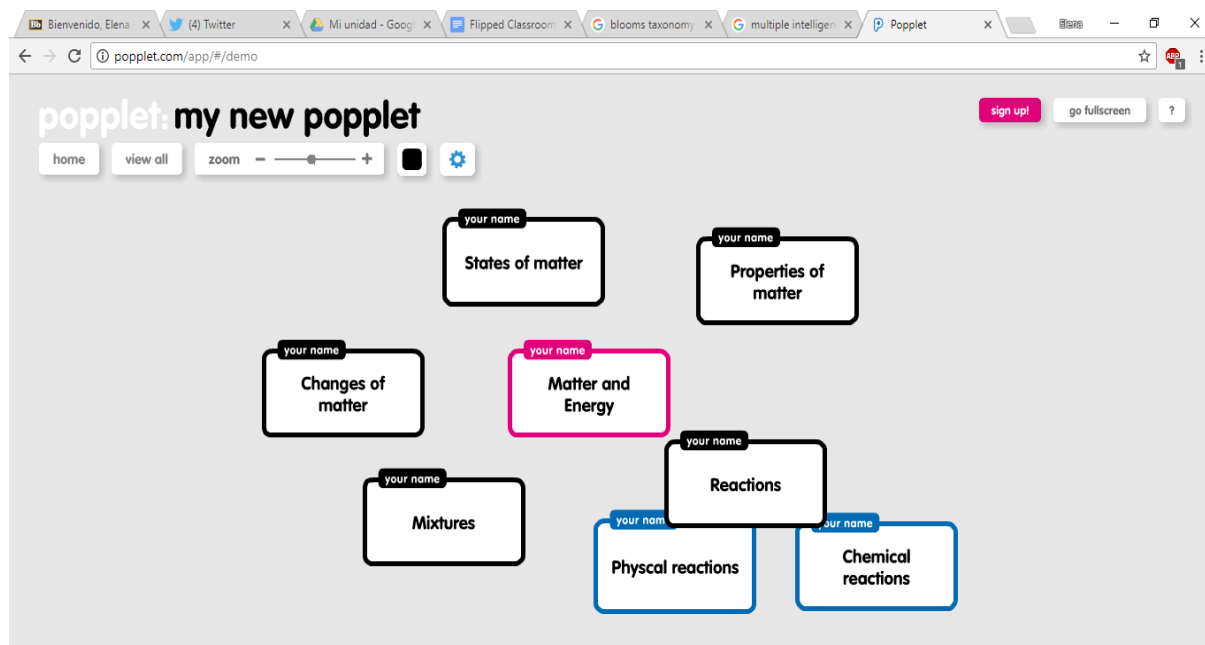 Bienvenido, Elena
(4) Twitter
Mi unidad - Googl
Flipped Classroom
blooms taxonomy
multiple intelligen
Popplet
Elena
popplet.com/app/#/demo
ABP
1
popplet: my new popplet
sign up!
go fullscreen
?
home
view all
zoom
your name
States of matter
your name
Properties of
matter
your name
Changes of
matter
your name
Matter and
Energy
your name
Reactions
your name
Mixtures
your nam
Physcal reactions
our name
Chemical
reactions